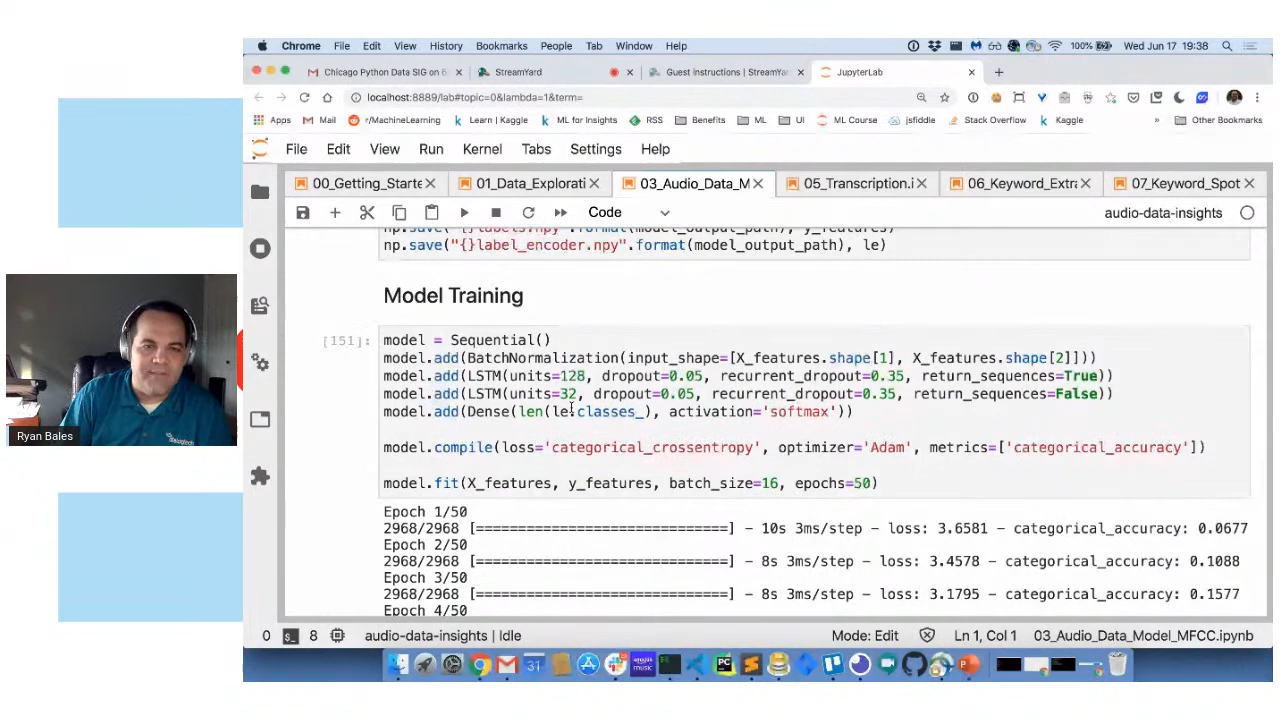 Chrome File Edit View History Bookmarks People Tab Window Help 100% Wed Jun 17 19:38
Chicago Python Data SIG on 6 StreamYard Guest Instructions | StreamYar JupyterLab
localhost:8889/lab#topic=0&lambda=1&term=
Apps Mail r/MachineLearning Learn | Kaggle ML for Insights RSS Benefits ML UI ML Course jsfiddle Stack Overflow Kaggle » Other Bookmarks
File Edit View Run Kernel Tabs Settings Help
00_Getting_Starte 01_Data_Explorati 03_Audio_Data_M 05_Transcription.i 06_Keyword_Extra 07_Keyword_Spot
Code audio-data-insights
np.save("{}labels.npy".format(model_output_path), y_features)
np.save("{}label_encoder.npy".format(model_output_path), le)
Model Training
[151]: model = Sequential()
model.add(BatchNormalization(input_shape=[X_features.shape[1], X_features.shape[2]]))
model.add(LSTM(units=128, dropout=0.05, recurrent_dropout=0.35, return_sequences=True))
model.add(LSTM(units=32, dropout=0.05, recurrent_dropout=0.35, return_sequences=False))
model.add(Dense(len(le.classes_), activation='softmax'))
model.compile(loss='categorical_crossentropy', optimizer='Adam', metrics=['categorical_accuracy'])
model.fit(X_features, y_features, batch_size=16, epochs=50)
Epoch 1/50
2968/2968 [==============================] - 10s 3ms/step - loss: 3.6581 - categorical_accuracy: 0.0677
Epoch 2/50
2968/2968 [==============================] - 8s 3ms/step - loss: 3.4578 - categorical_accuracy: 0.1088
Epoch 3/50
2968/2968 [==============================] - 8s 3ms/step - loss: 3.1795 - categorical_accuracy: 0.1577
Epoch 4/50
Ryan Bales
0 8 audio-data-insights | Idle Mode: Edit Ln 1, Col 1 03_Audio_Data_Model_MFCC.ipynb